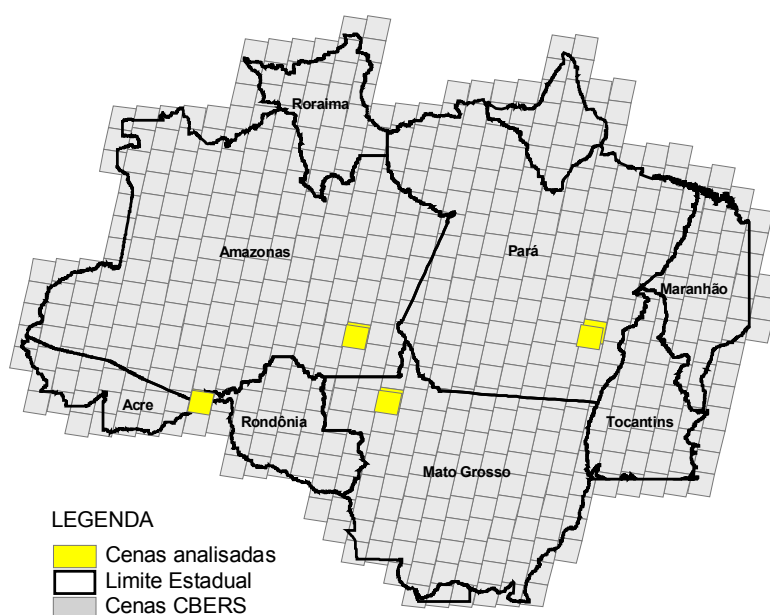 Roraima
Amazonas
Pará
Maranhão
Acre
Rondônia
Tocantins
Mato Grosso
LEGENDA
Cenas analisadas
Limite Estadual
Cenas CBERS